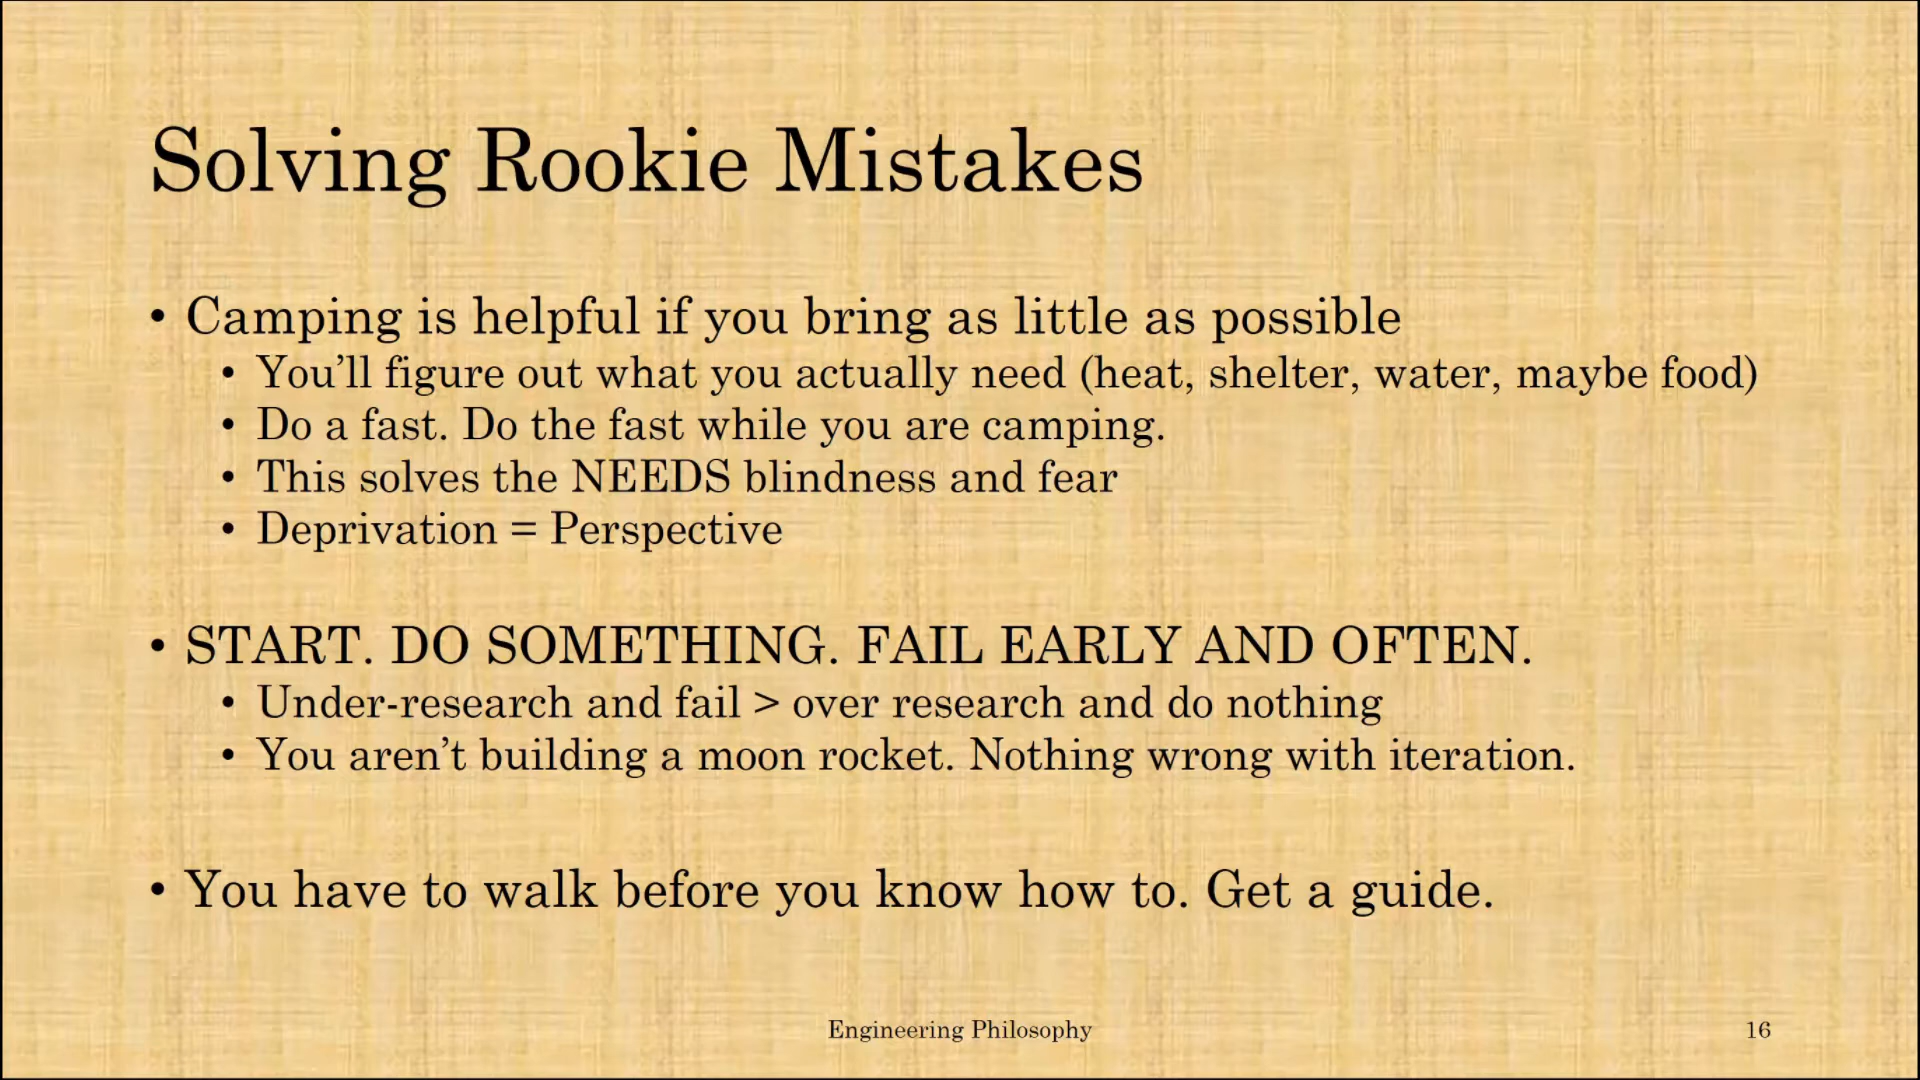 Solving Rookie Mistakes
• Camping is helpful if you bring as little as possible
• You’ll figure out what you actually need (heat, shelter, water, maybe food)
• Do a fast. Do the fast while you are camping.
• This solves the NEEDS blindness and fear
• Deprivation = Perspective
• START. DO SOMETHING. FAIL EARLY AND OFTEN.
• Under-research and fail > over research and do nothing
• You aren’t building a moon rocket. Nothing wrong with iteration.
• You have to walk before you know how to. Get a guide.
Engineering Philosophy
16